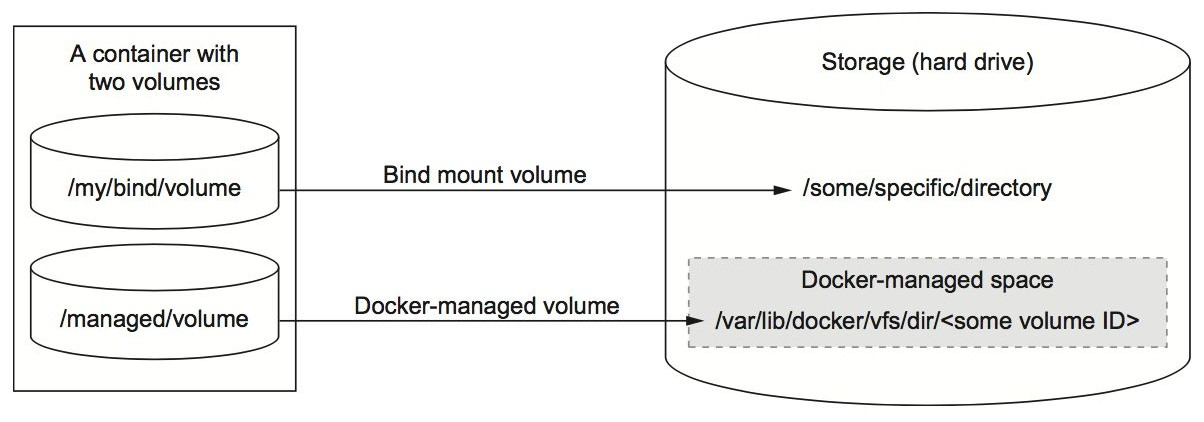 A container with
two volumes
Storage (hard drive)
/my/bind/volume
Bind mount volume
/some/specific/directory
/managed/volume
Docker-managed volume
Docker-managed space
/var/lib/docker/vfs/dir/<some volume ID>